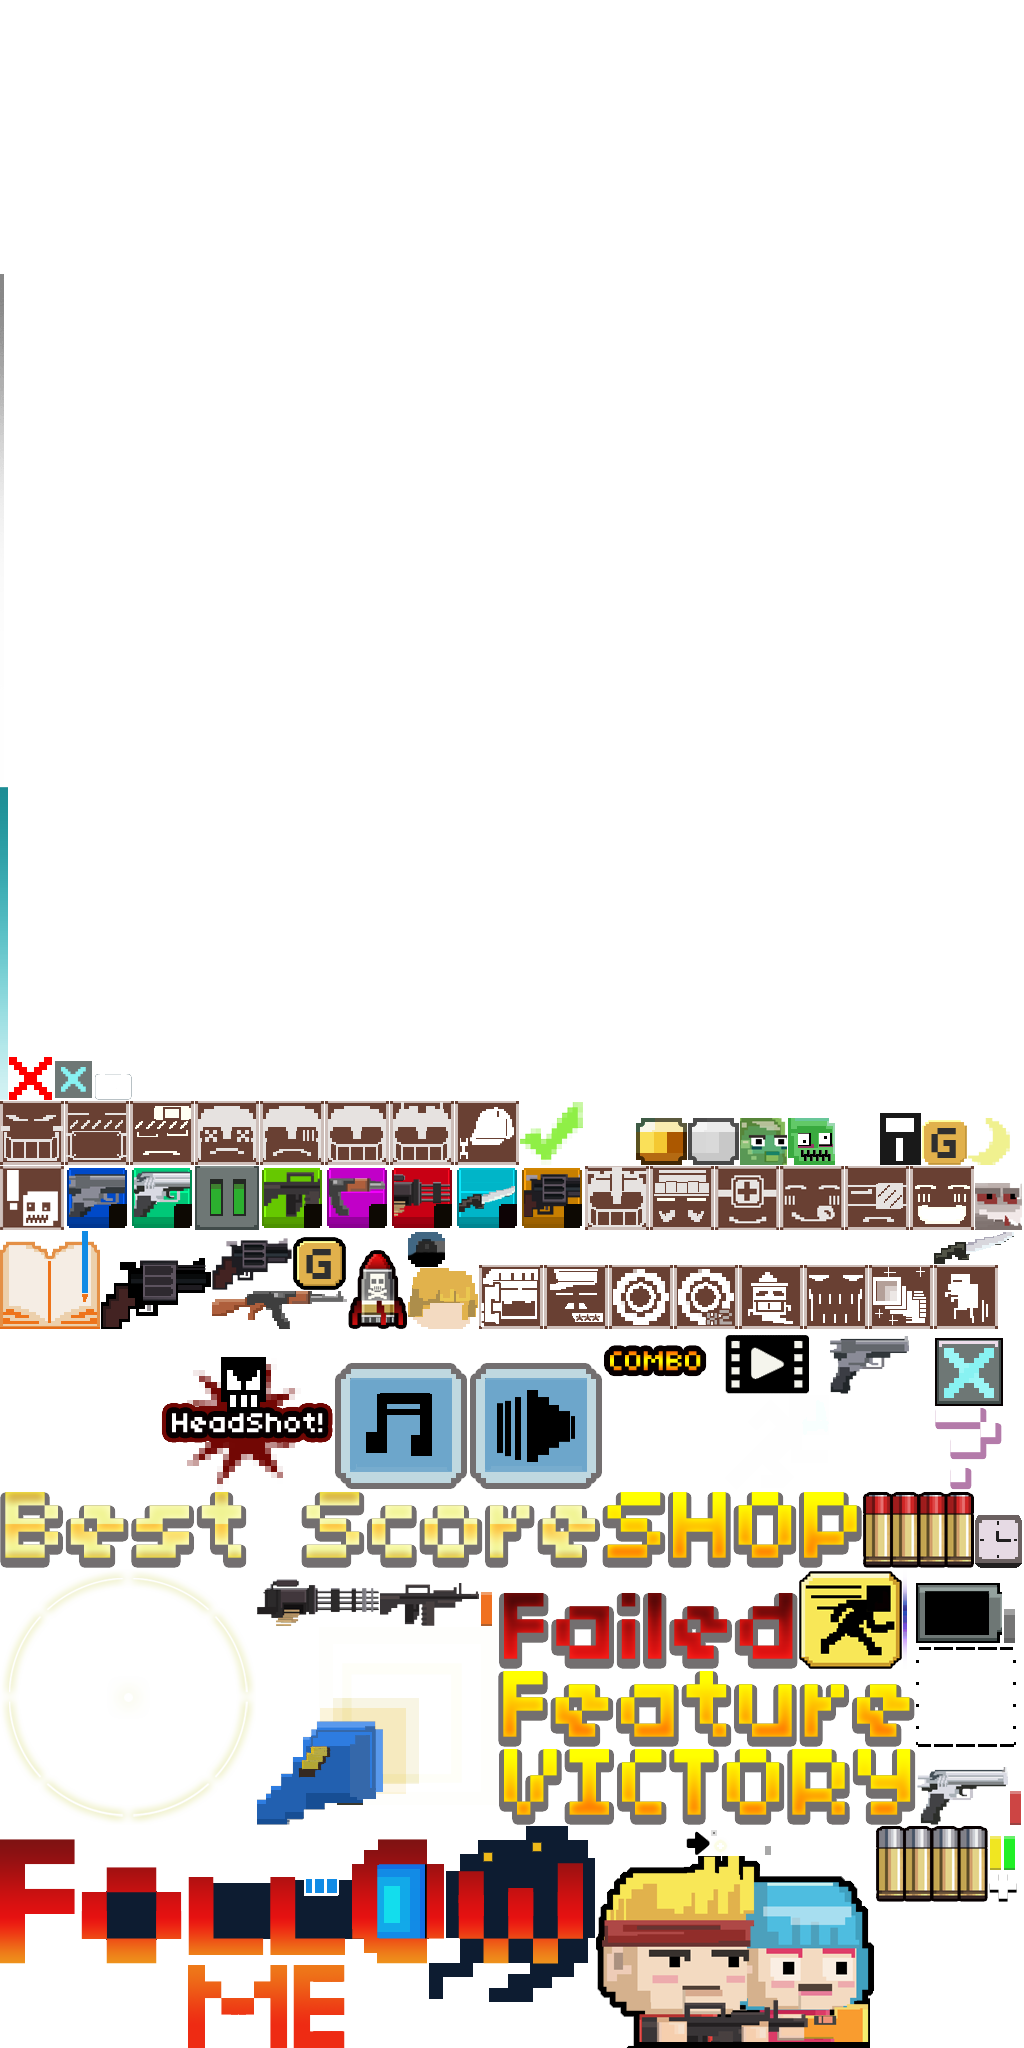 G
G
COMBO
HeadShot!
Best Score
SHOP
Failed
Feature
VICTORY
Follow
ME